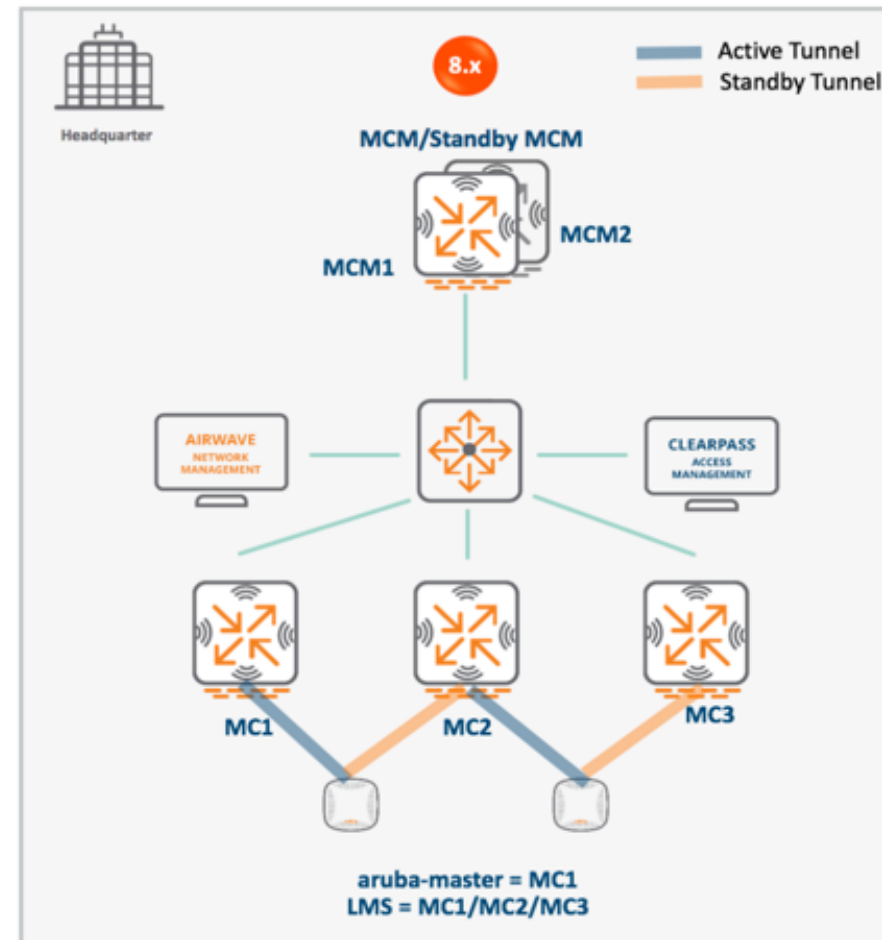 8.x
Active Tunnel
Standby Tunnel
Headquarter
MCM/Standby MCM
MCM2
MCM1
AIRWAVE
NETWORK
MANAGEMENT
CLEARPASS
ACCESS
MANAGEMENT
MC1
MC2
MC3
aruba-master = MC1
LMS = MC1/MC2/MC3